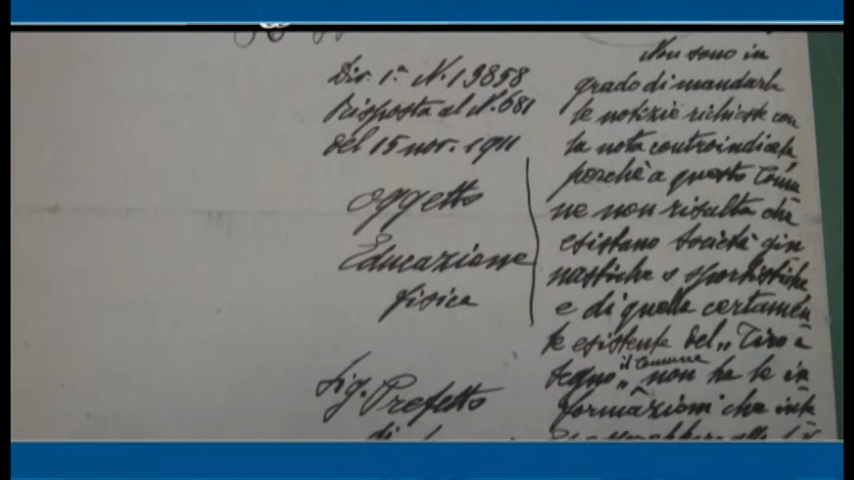 Div. 1ª N. 13858
Risposta al N. 681
del 15 nov. 1911
Oggetto
Educazione
fisica
Sig. Prefetto
di
Non sono in
grado di mandarle
le notizie richieste con
la nota controindicata
perchè a questo Comu
ne non risulta che
esistano società gin
nastiche o sportistiche
e di quella certamen
te esistente del „Tiro a
segno„ il Comune non ha le in
formazioni che